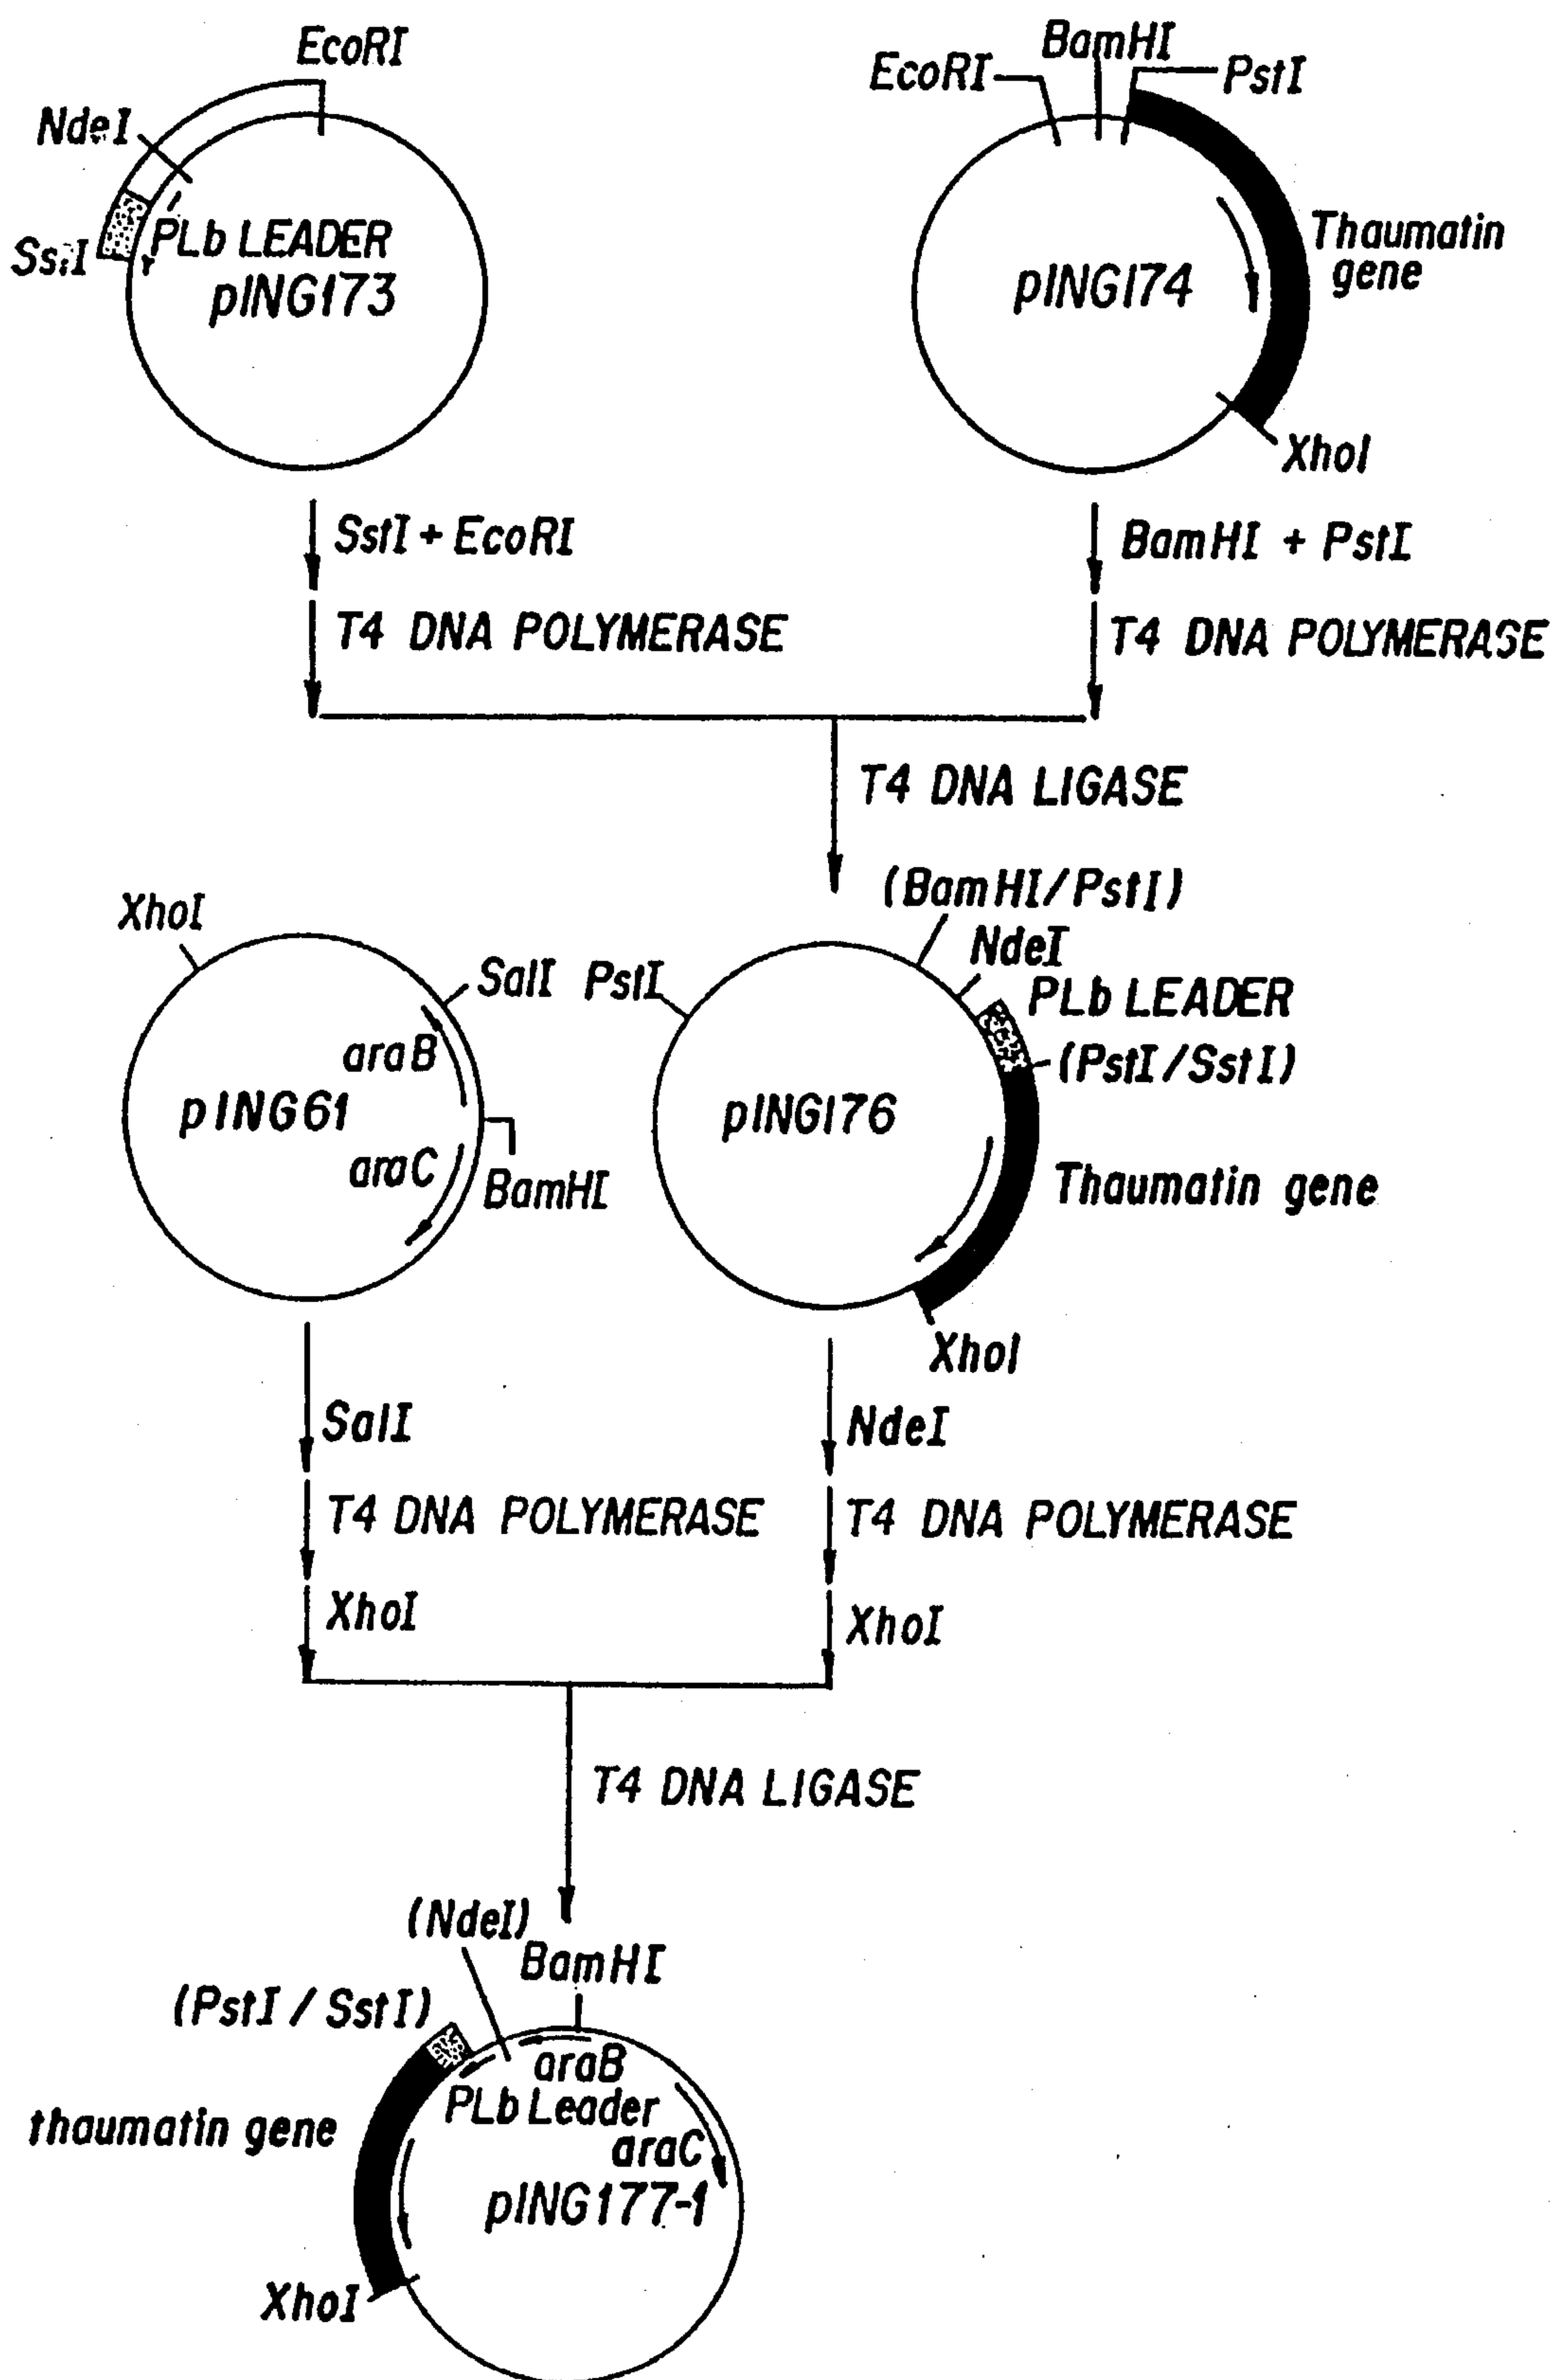 EcoRI
NdeI
SstI
PLb LEADER
pING173
EcoRI
BamHI
PstI
pING174
Thaumatin
gene
XhoI
SstI + EcoRI
BamHI + PstI
T4 DNA POLYMERASE
T4 DNA POLYMERASE
T4 DNA LIGASE
XhoI
SalI
araB
pING61
araC
BamHI
(BamHI/PstI)
NdeI
PLb LEADER
(PstI/SstI)
PstI
pING176
Thaumatin gene
XhoI
SalI
NdeI
T4 DNA POLYMERASE
T4 DNA POLYMERASE
XhoI
XhoI
T4 DNA LIGASE
(NdeI)
BamHI
(PstI / SstI)
araB
PLb Leader
thaumatin gene
araC
pING177-1
XhoI